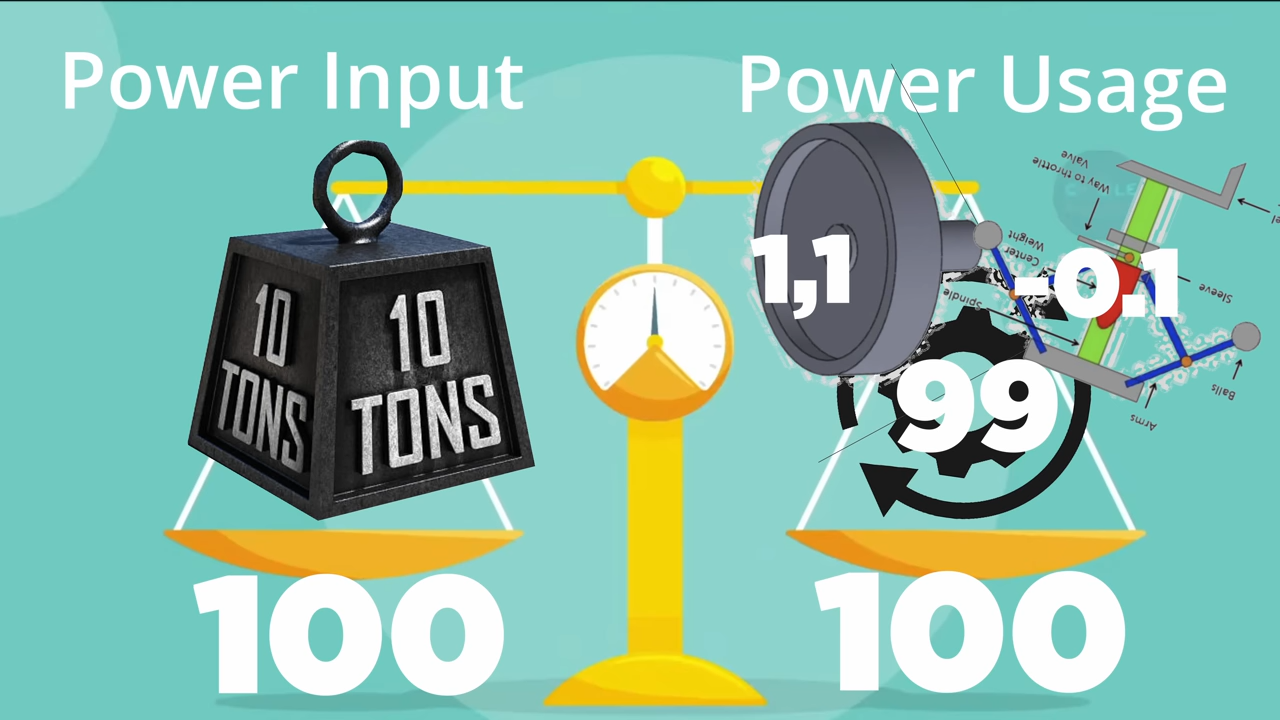 Power Input
Power Usage
10
TONS
10
TONS
1,1
-0.1
99
Valve
Way to throttle
Center
Weight
Spindle
Sleeve
Balls
Arms
100
100